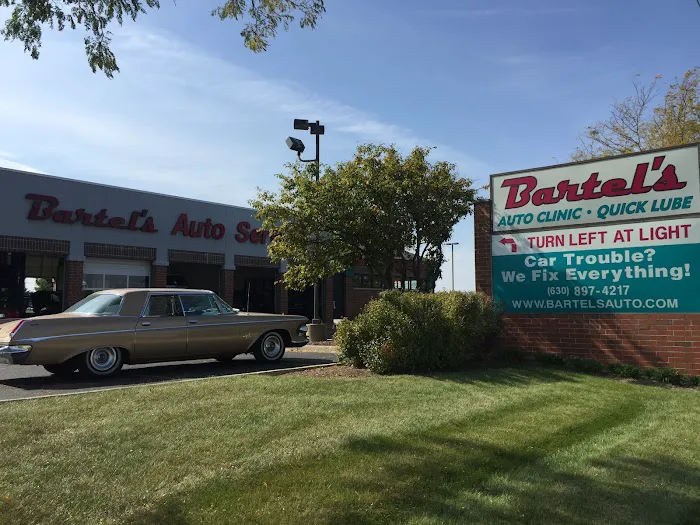 Bartel's Auto Ser
Bartel's
AUTO CLINIC • QUICK LUBE
TURN LEFT AT LIGHT
Car Trouble?
We Fix Everything!
(630) 897-4217
WWW.BARTELSAUTO.COM